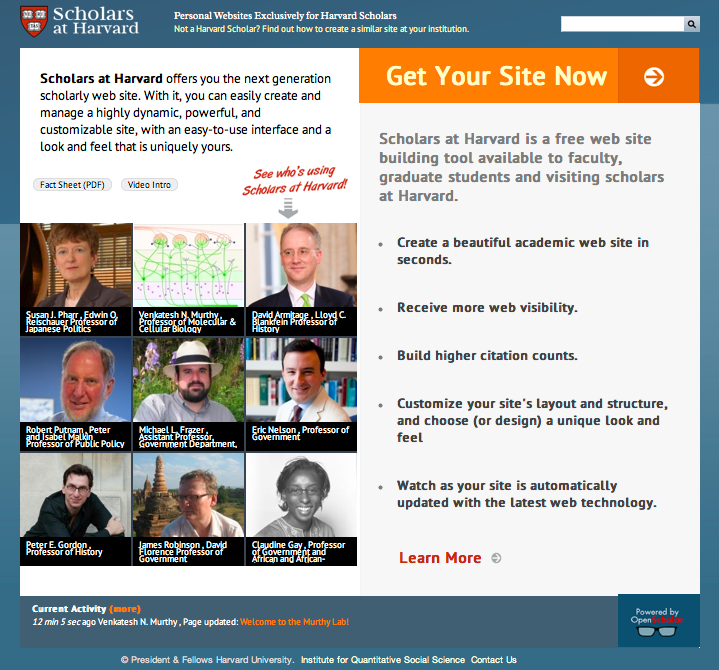 Scholars
at Harvard
Personal Websites Exclusively for Harvard Scholars
Not a Harvard Scholar? Find out how to create a similar site at your institution.
Scholars at Harvard offers you the next generation
scholarly web site. With it, you can easily create and
manage a highly dynamic, powerful, and
customizable site, with an easy-to-use interface and a
look and feel that is uniquely yours.
Fact Sheet (PDF)
Video Intro
See who's using
Scholars at Harvard!
Susan J. Pharr , Edwin O.
Reischauer Professor of
Japanese Politics
Venkatesh N. Murthy ,
Professor of Molecular &
Cellular Biology
David Armitage , Lloyd C.
Blankfein Professor of
History
Robert Putnam , Peter
and Isabel Malkin
Professor of Public Policy
Michael L. Frazer ,
Assistant Professor,
Government Department,
Eric Nelson , Professor of
Government
Peter E. Gordon ,
Professor of History
James Robinson , David
Florence Professor of
Government
Claudine Gay , Professor
of Government and
African and African-
Get Your Site Now
Scholars at Harvard is a free web site
building tool available to faculty,
graduate students and visiting scholars
at Harvard.
• Create a beautiful academic web site in
seconds.
• Receive more web visibility.
• Build higher citation counts.
• Customize your site's layout and structure,
and choose (or design) a unique look and
feel
• Watch as your site is automatically
updated with the latest web technology.
Learn More
Current Activity (more)
12 min 5 sec ago Venkatesh N. Murthy , Page updated: Welcome to the Murthy Lab!
Powered by
OpenScholar
© President & Fellows Harvard University. Institute for Quantitative Social Science Contact Us